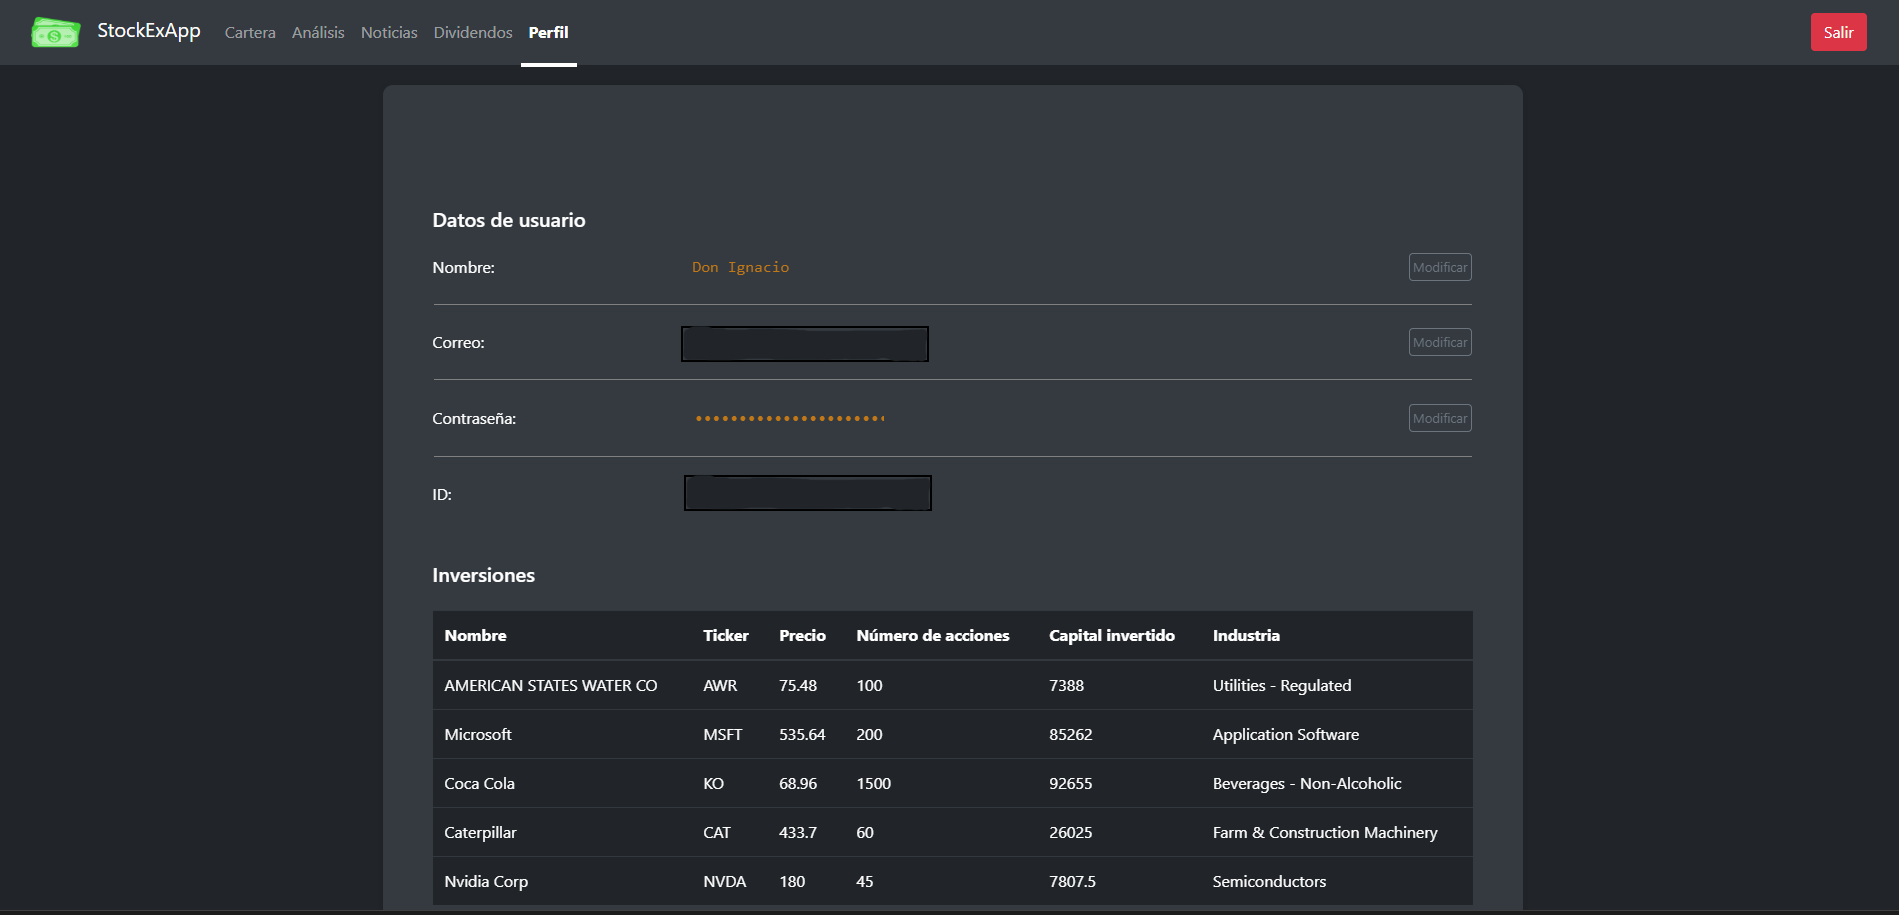 StockExApp Cartera Análisis Noticias Dividendos Perfil Salir
Datos de usuario
Nombre: Don Ignacio Modificar
Correo: Modificar
Contraseña: Modificar
ID:
Inversiones
Nombre Ticker Precio Número de acciones Capital invertido Industria
AMERICAN STATES WATER CO AWR 75.48 100 7388 Utilities - Regulated
Microsoft MSFT 535.64 200 85262 Application Software
Coca Cola KO 68.96 1500 92655 Beverages - Non-Alcoholic
Caterpillar CAT 433.7 60 26025 Farm & Construction Machinery
Nvidia Corp NVDA 180 45 7807.5 Semiconductors